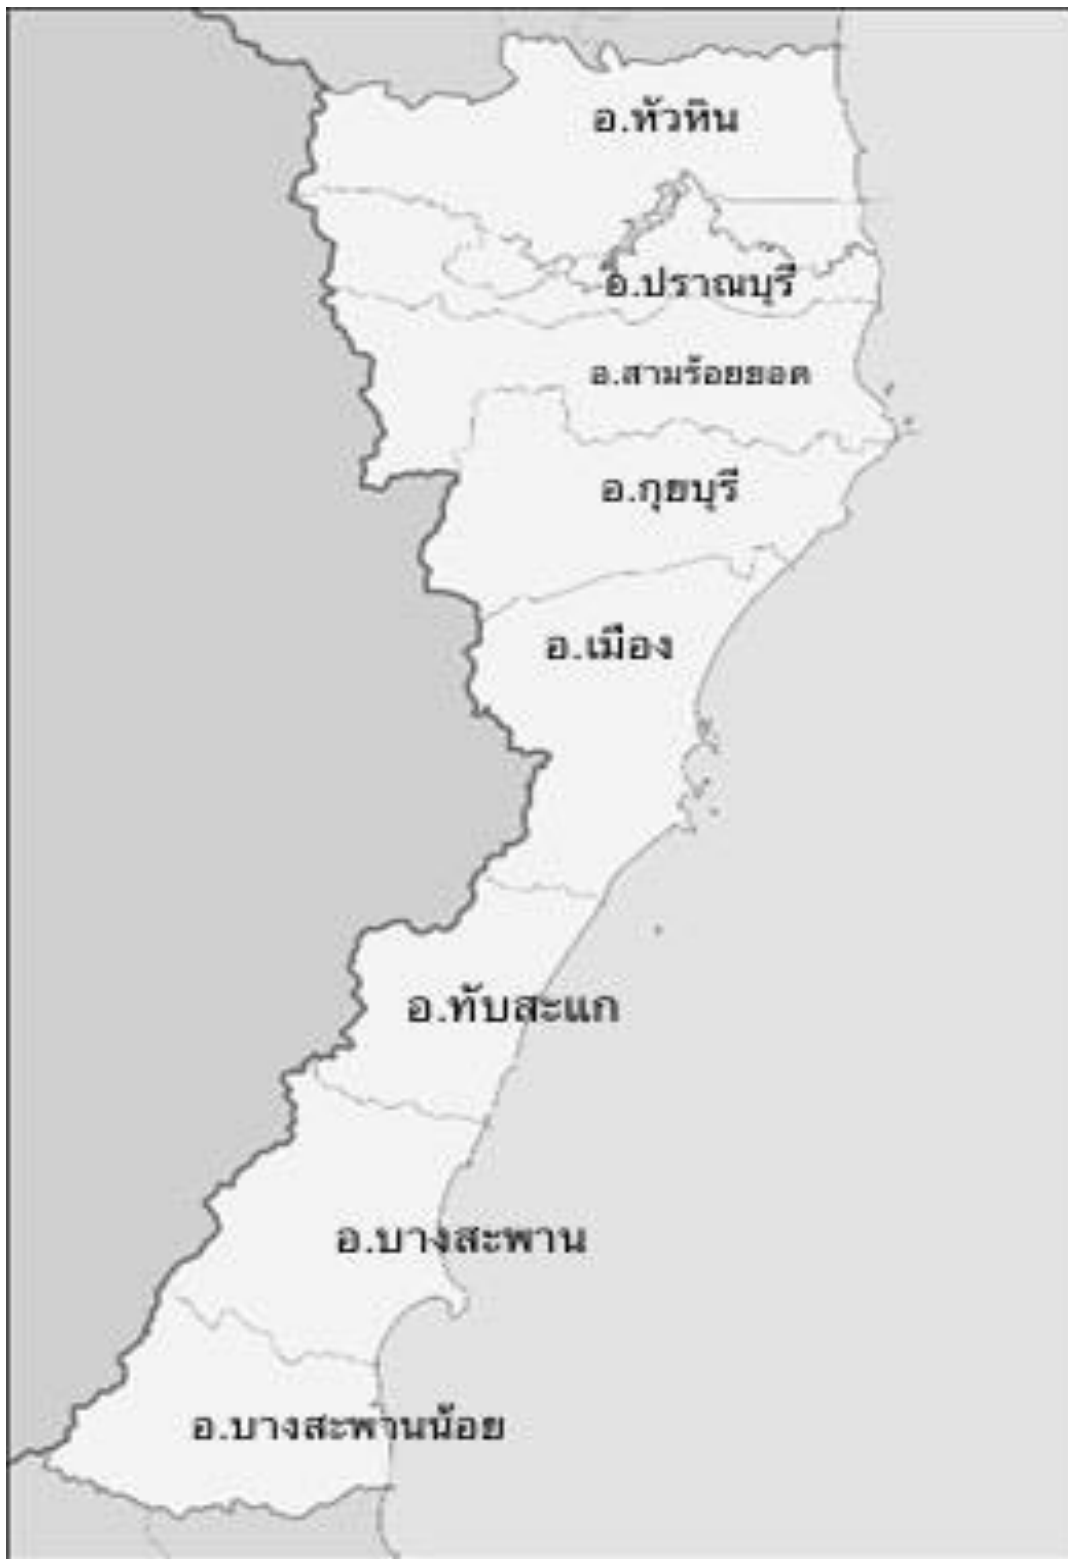 อ.หัวหิน
อ.ปราณบุรี
อ.สามร้อยยอด
อ.กุยบุรี
อ.เมือง
อ.ทับสะแก
อ.บางสะพาน
อ.บางสะพานน้อย